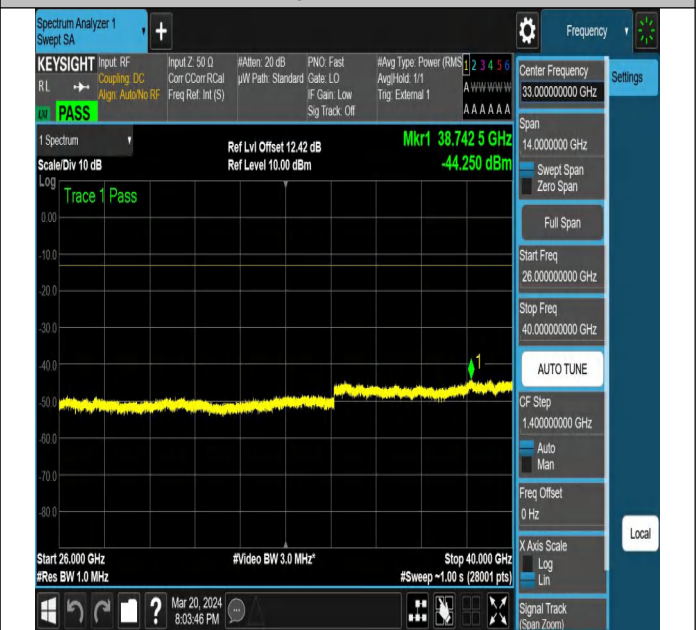 Spectrum Analyzer 1
Swept SA
Frequency
KEYSIGHT
RL
PASS
Input: RF
Coupling: DC
Align: Auto/No RF
Input Z: 50 Ω
Corr CCorr RCal
Freq Ref: Int (S)
#Atten: 20 dB
µW Path: Standard
PNO: Fast
Gate: LO
IF Gain: Low
Sig Track: Off
#Avg Type: Power (RMS
Avg|Hold: 1/1
Trig: External 1
1 2 3 4 5 6
A W W W W W
A A A A A A
1 Spectrum
Scale/Div 10 dB
Log
Ref Lvl Offset 12.42 dB
Ref Level 10.00 dBm
Mkr1 38.742 5 GHz
-44.250 dBm
Trace 1 Pass
0.00
-10.0
-20.0
-30.0
-40.0
-50.0
-60.0
-70.0
-80.0
1
Start 26.000 GHz
#Res BW 1.0 MHz
#Video BW 3.0 MHz*
Stop 40.000 GHz
#Sweep ~1.00 s (28001 pts)
Center Frequency
33.000000000 GHz
Settings
Span
14.0000000 GHz
Swept Span
Zero Span
Full Span
Start Freq
26.000000000 GHz
Stop Freq
40.000000000 GHz
AUTO TUNE
CF Step
1.400000000 GHz
Auto
Man
Freq Offset
0 Hz
X Axis Scale
Log
Lin
Local
Signal Track
(Span Zoom)
?
Mar 20, 2024
8:03:46 PM